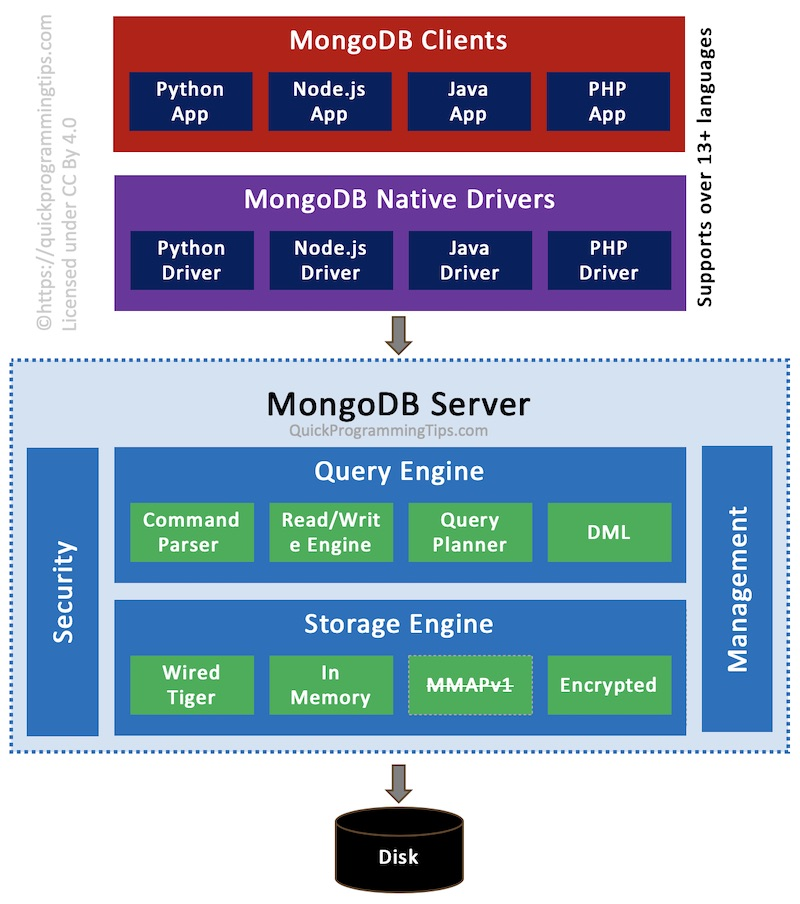 MongoDB Clients
Python
App
Node.js
App
Java
App
PHP
App
MongoDB Native Drivers
Python
Driver
Node.js
Driver
Java
Driver
PHP
Driver
Supports over 13+ languages
©https://quickprogrammingtips.com
Licensed under CC By 4.0
MongoDB Server
QuickProgrammingTips.com
Security
Query Engine
Command
Parser
Read/Writ
e Engine
Query
Planner
DML
Storage Engine
Wired
Tiger
In
Memory
MMAPv1
Encrypted
Management
Disk